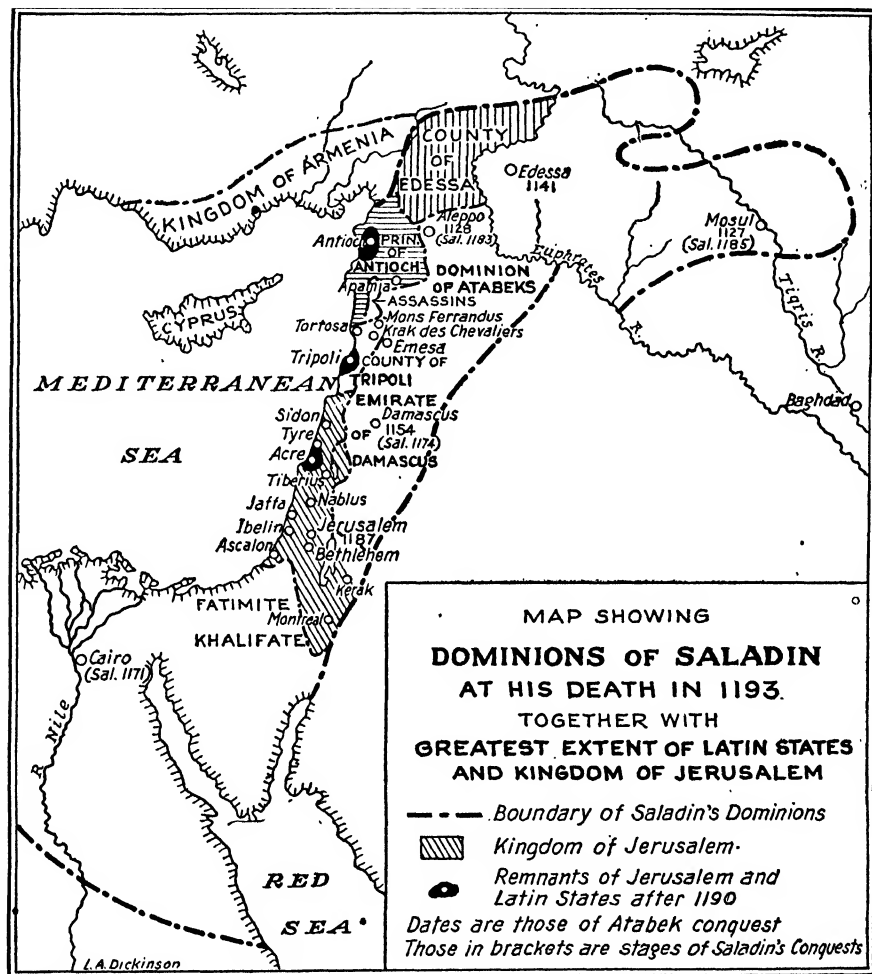 COUNTY
OF
EDESSA
KINGDOM OF ARMENIA
Edessa
1141
Aleppo
1128
(Sal. 1183)
Mosul
1127
(Sal. 1185)
Antioch
PRIN.
OF
ANTIOCH
Euphrates
R.
DOMINION
OF ATABEKS
Apamia
ASSASSINS
CYPRUS
Mons Ferrandus
Tortosa
Krak des Chevaliers
Emesa
Tigris R.
Tripoli
COUNTY OF
TRIPOLI
MEDITERRANEAN
SEA
EMIRATE
OF
DAMASCUS
Baghdad
Sidon
Damascus
1154
(Sal. 1174)
Tyre
Acre
Tiberius
Jaffa
Nablus
Ibelin
Jerusalem
1187
Ascalon
Bethlehem
Kerak
FATIMITE
KHALIFATE
Montreal
Cairo
(Sal. 1171)
R. Nile
RED
SEA
L.A. Dickinson
MAP SHOWING
DOMINIONS OF SALADIN
AT HIS DEATH IN 1193.
TOGETHER WITH
GREATEST EXTENT OF LATIN STATES
AND KINGDOM OF JERUSALEM
Boundary of Saladin's Dominions
Kingdom of Jerusalem.
Remnants of Jerusalem and
Latin States after 1190
Dates are those of Atabek conquest
Those in brackets are stages of Saladin's Conquests